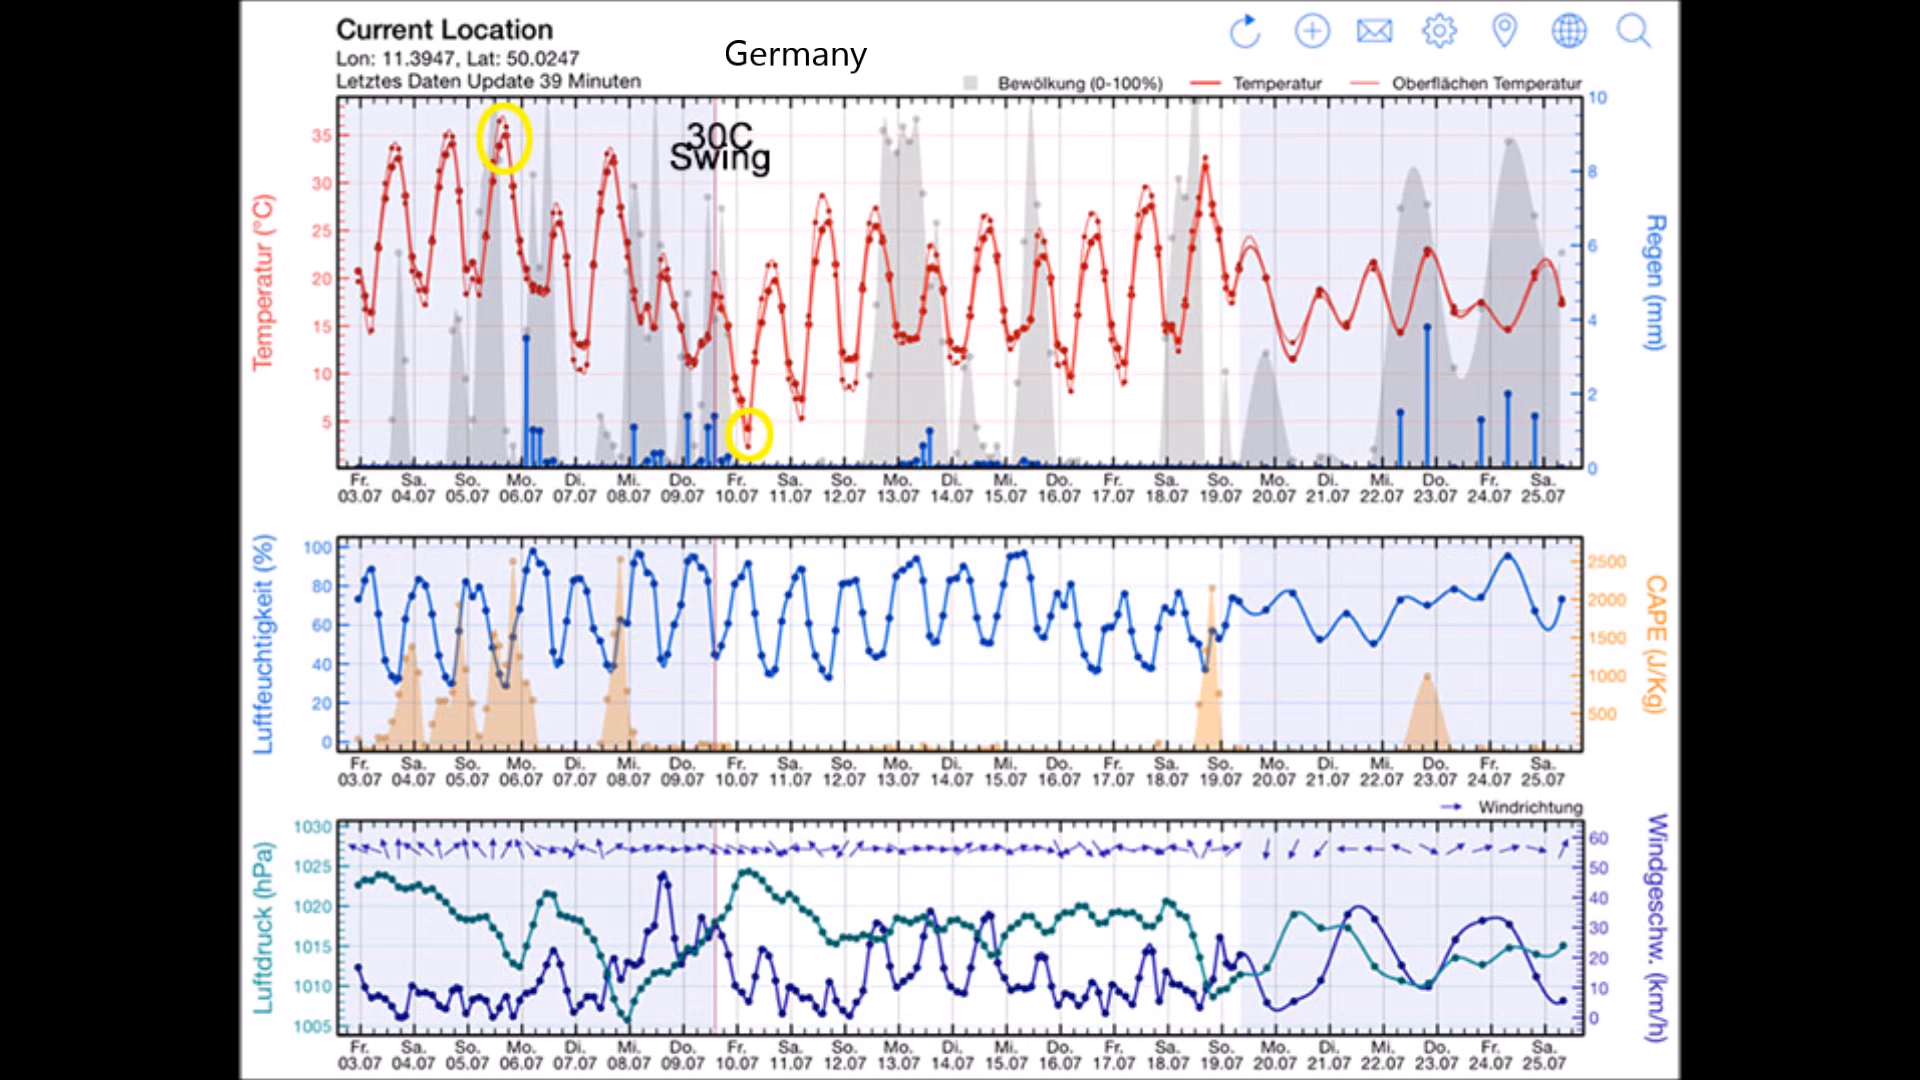 Current Location
Lon: 11.3947, Lat: 50.0247
Letztes Daten Update 39 Minuten
Germany
Bewölkung (0-100%) Temperatur Oberflächen Temperatur
30C
Swing
Temperatur (°C)
35
30
25
20
15
10
5
Regen (mm)
10
8
6
4
2
0
Fr. Sa. So. Mo. Di. Mi. Do. Fr. Sa. So. Mo. Di. Mi. Do. Fr. Sa. So. Mo. Di. Mi. Do. Fr. Sa.
03.07 04.07 05.07 06.07 07.07 08.07 09.07 10.07 11.07 12.07 13.07 14.07 15.07 16.07 17.07 18.07 19.07 20.07 21.07 22.07 23.07 24.07 25.07
Luftfeuchtigkeit (%)
100
80
60
40
20
0
CAPE (J/Kg)
2500
2000
1500
1000
500
Fr. Sa. So. Mo. Di. Mi. Do. Fr. Sa. So. Mo. Di. Mi. Do. Fr. Sa. So. Mo. Di. Mi. Do. Fr. Sa.
03.07 04.07 05.07 06.07 07.07 08.07 09.07 10.07 11.07 12.07 13.07 14.07 15.07 16.07 17.07 18.07 19.07 20.07 21.07 22.07 23.07 24.07 25.07
Windrichtung
Luftdruck (hPa)
1030
1025
1020
1015
1010
1005
Windgeschw. (km/h)
60
50
40
30
20
10
0
Fr. Sa. So. Mo. Di. Mi. Do. Fr. Sa. So. Mo. Di. Mi. Do. Fr. Sa. So. Mo. Di. Mi. Do. Fr. Sa.
03.07 04.07 05.07 06.07 07.07 08.07 09.07 10.07 11.07 12.07 13.07 14.07 15.07 16.07 17.07 18.07 19.07 20.07 21.07 22.07 23.07 24.07 25.07